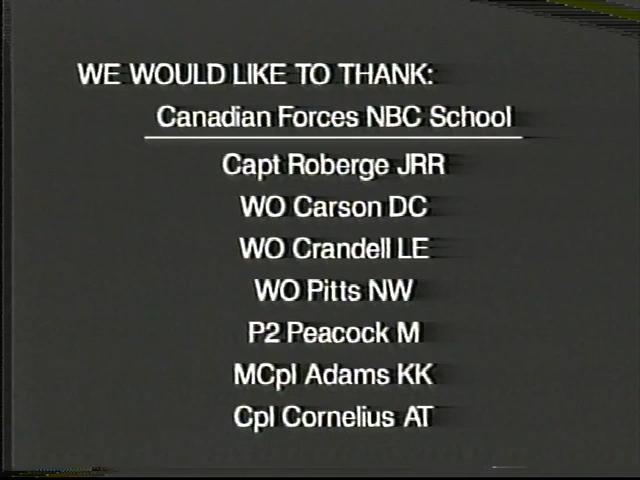 WE WOULD LIKE TO THANK:
Canadian Forces NBC School
Capt Roberge JRR
WO Carson DC
WO Crandell LE
WO Pitts NW
P2 Peacock M
MCpl Adams KK
Cpl Cornelius AT